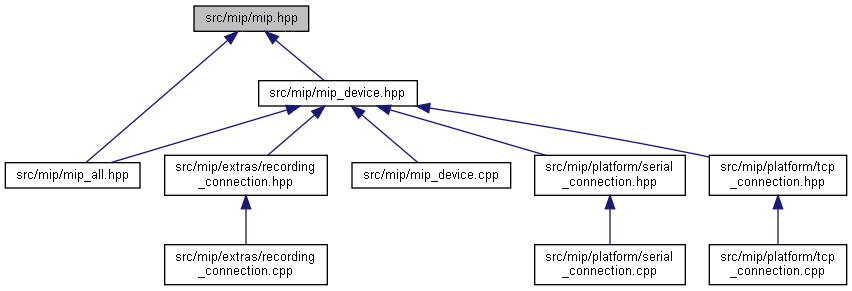 src/mip/mip.hpp
src/mip/mip_device.hpp
src/mip/mip_all.hpp
src/mip/extras/recording
_connection.hpp
src/mip/mip_device.cpp
src/mip/platform/serial
_connection.hpp
src/mip/platform/tcp
_connection.hpp
src/mip/extras/recording
_connection.cpp
src/mip/platform/serial
_connection.cpp
src/mip/platform/tcp
_connection.cpp